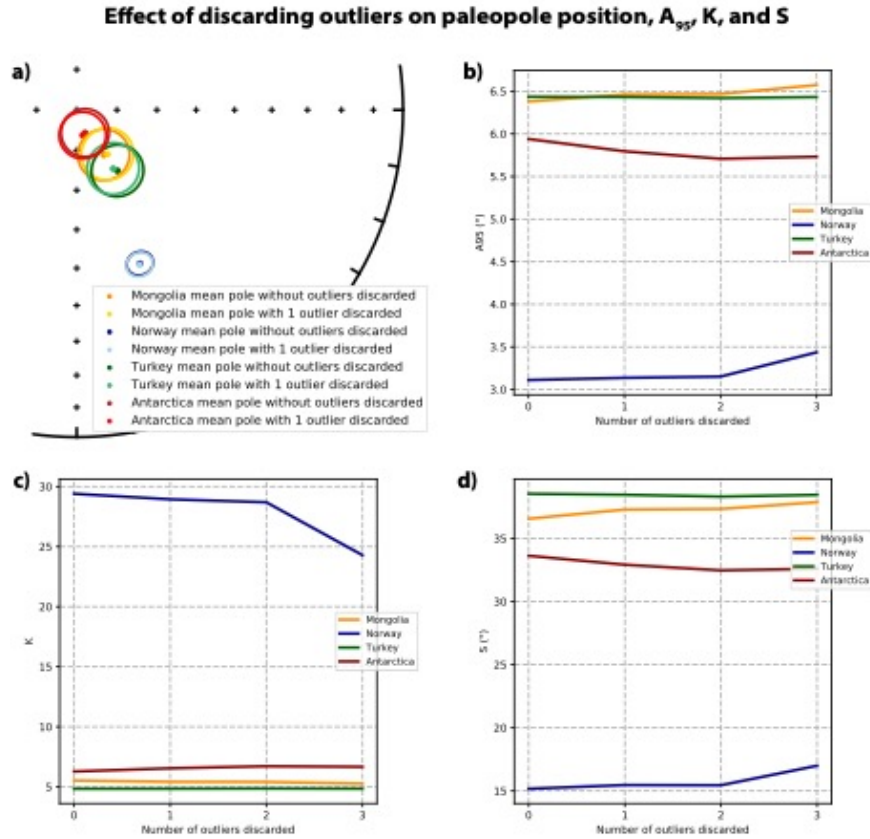 Effect of discarding outliers on paleopole position, A₉₅, K, and S
a)
Mongolia mean pole without outliers discarded
Mongolia mean pole with 1 outlier discarded
Norway mean pole without outliers discarded
Norway mean pole with 1 outlier discarded
Turkey mean pole without outliers discarded
Turkey mean pole with 1 outlier discarded
Antarctica mean pole without outliers discarded
Antarctica mean pole with 1 outlier discarded
b)
6.5
6.0
5.5
5.0
4.5
4.0
3.5
3.0
A95 (°)
0 1 2 3
Number of outliers discarded
Mongolia
Norway
Turkey
Antarctica
c)
30
25
20
15
10
5
K
0 1 2 3
Number of outliers discarded
Mongolia
Norway
Turkey
Antarctica
d)
35
30
25
20
15
S (°)
0 1 2 3
Number of outliers discarded
Mongolia
Norway
Turkey
Antarctica